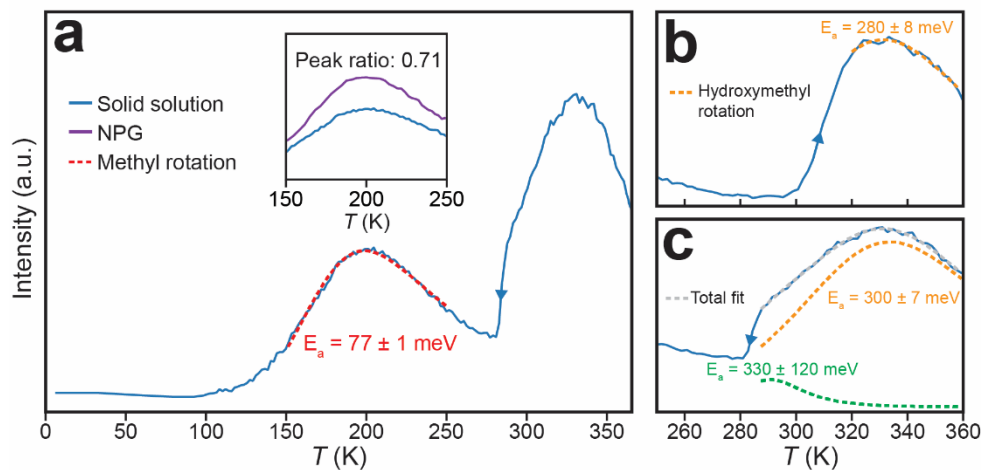 a
Solid solution
NPG
Methyl rotation
Peak ratio: 0.71
150 200 250
T (K)
Intensity (a.u.)
Eₐ = 77 ± 1 meV
0 50 100 150 200 250 300 350
T (K)
b
Eₐ = 280 ± 8 meV
Hydroxymethyl
rotation
c
Total fit
Eₐ = 300 ± 7 meV
Eₐ = 330 ± 120 meV
260 280 300 320 340 360
T (K)